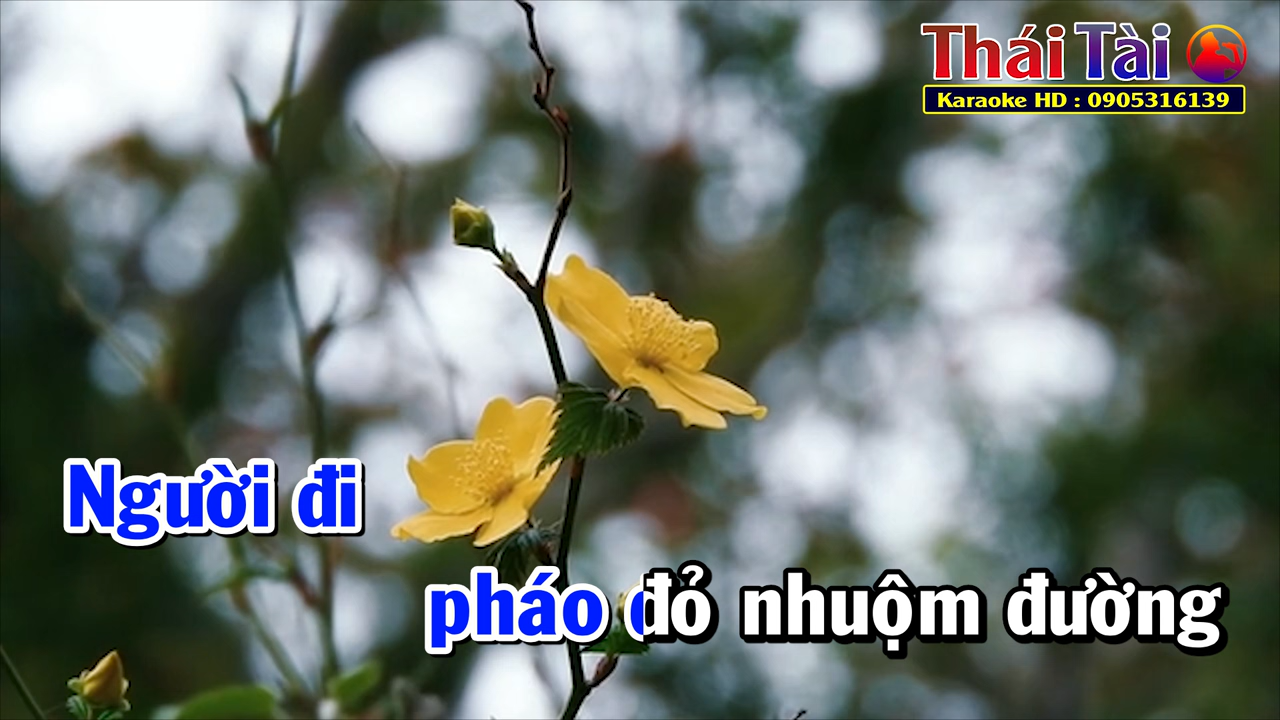 Thái Tài
Karaoke HD : 0905316139
Người đi
pháo đỏ nhuộm đường